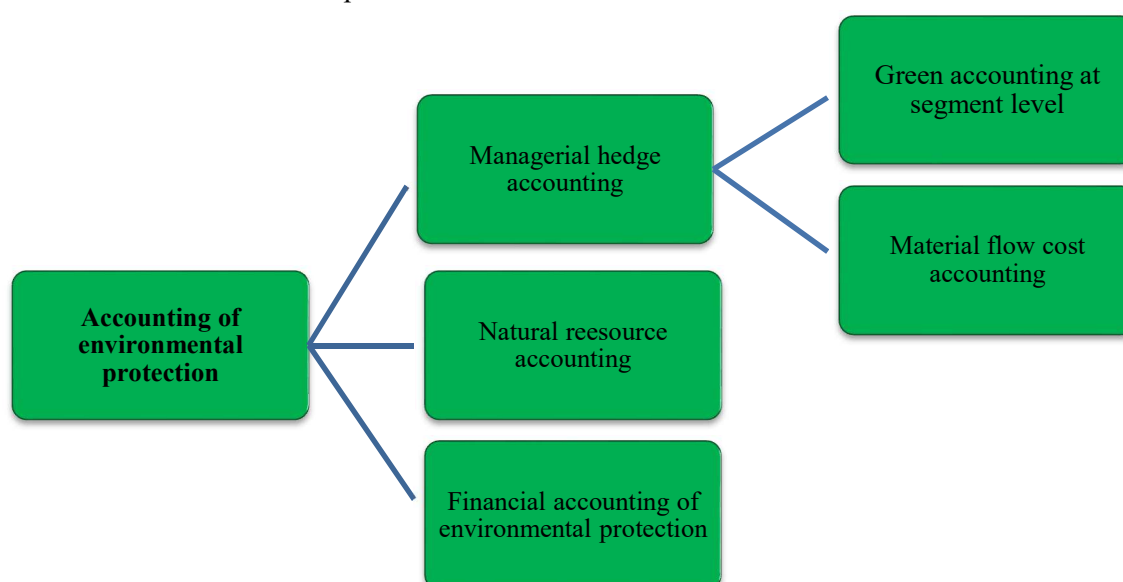 Green accounting at
segment level
Managerial hedge
accounting
Material flow cost
accounting
Accounting of
environmental
protection
Natural reesource
accounting
Financial accounting of
environmental protection